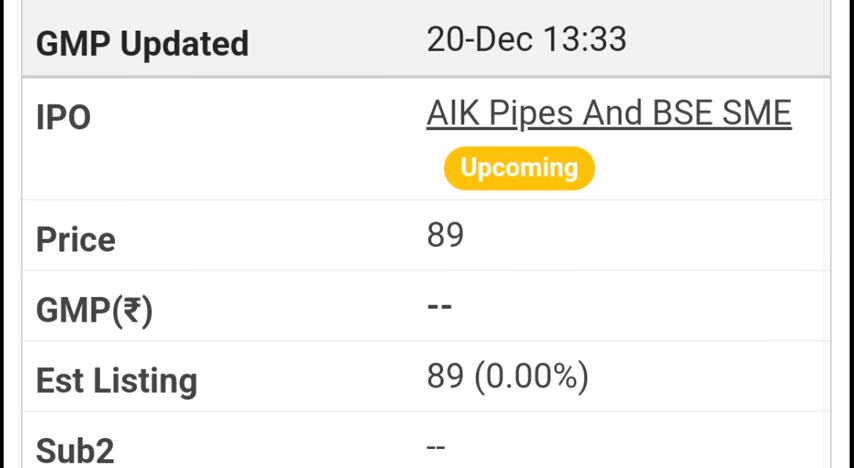 GMP Updated 20-Dec 13:33
IPO AIK Pipes And BSE SME
Upcoming
Price 89
GMP(₹) --
Est Listing 89 (0.00%)
Sub2 --